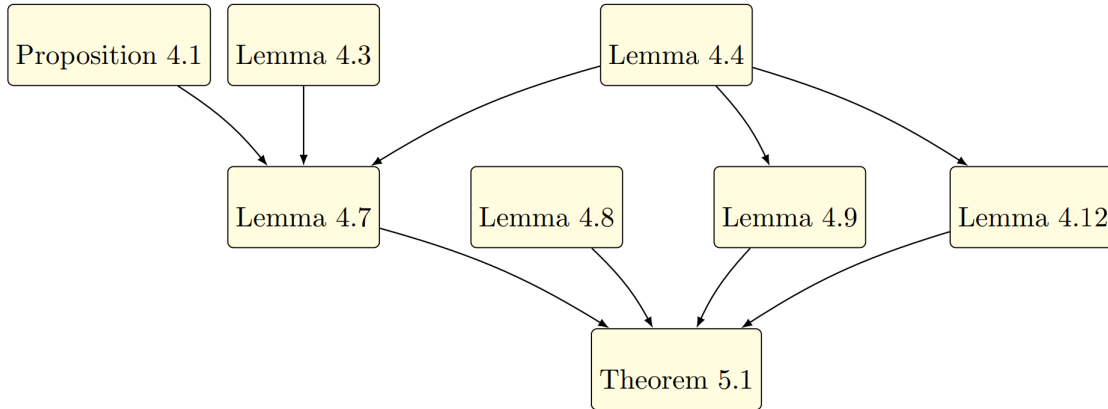 Proposition 4.1
Lemma 4.3
Lemma 4.4
Lemma 4.7
Lemma 4.8
Lemma 4.9
Lemma 4.12
Theorem 5.1